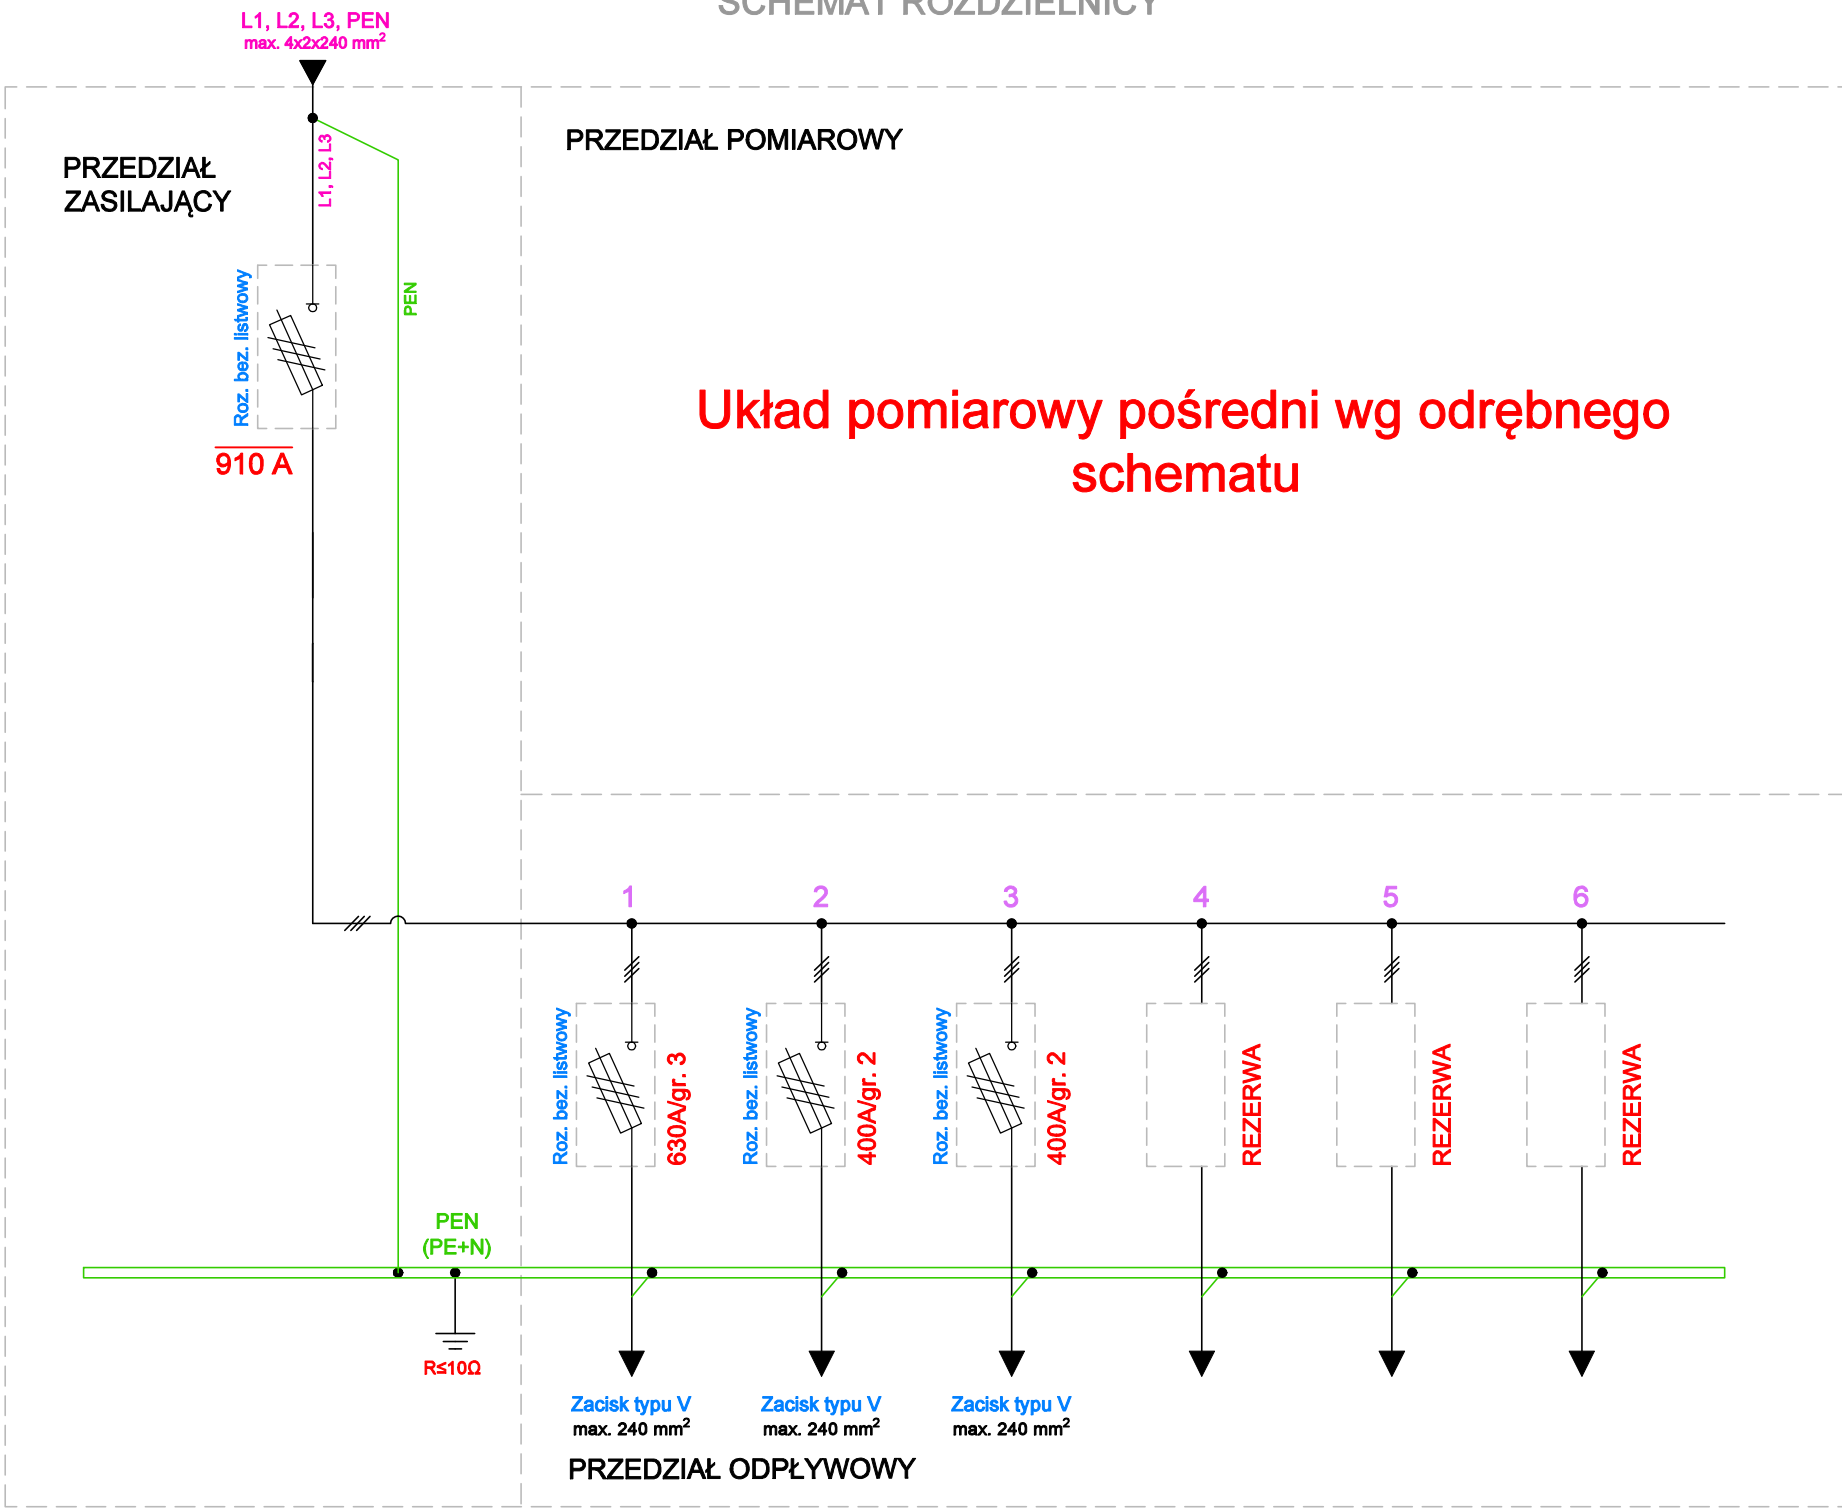 SCHEMAT ROZDZIELNICY
L1, L2, L3, PEN
max. 4x2x240 mm²
PRZEDZIAŁ
ZASILAJĄCY
L1, L2, L3
PEN
Roz. bez. listwowy
910 A
PRZEDZIAŁ POMIAROWY
Układ pomiarowy pośredni wg odrębnego
schematu
1
2
3
4
5
6
Roz. bez. listwowy
630A/gr. 3
Roz. bez. listwowy
400A/gr. 2
Roz. bez. listwowy
400A/gr. 2
REZERWA
REZERWA
REZERWA
PEN
(PE+N)
R≤10Ω
Zacisk typu V
max. 240 mm²
Zacisk typu V
max. 240 mm²
Zacisk typu V
max. 240 mm²
PRZEDZIAŁ ODPŁYWOWY